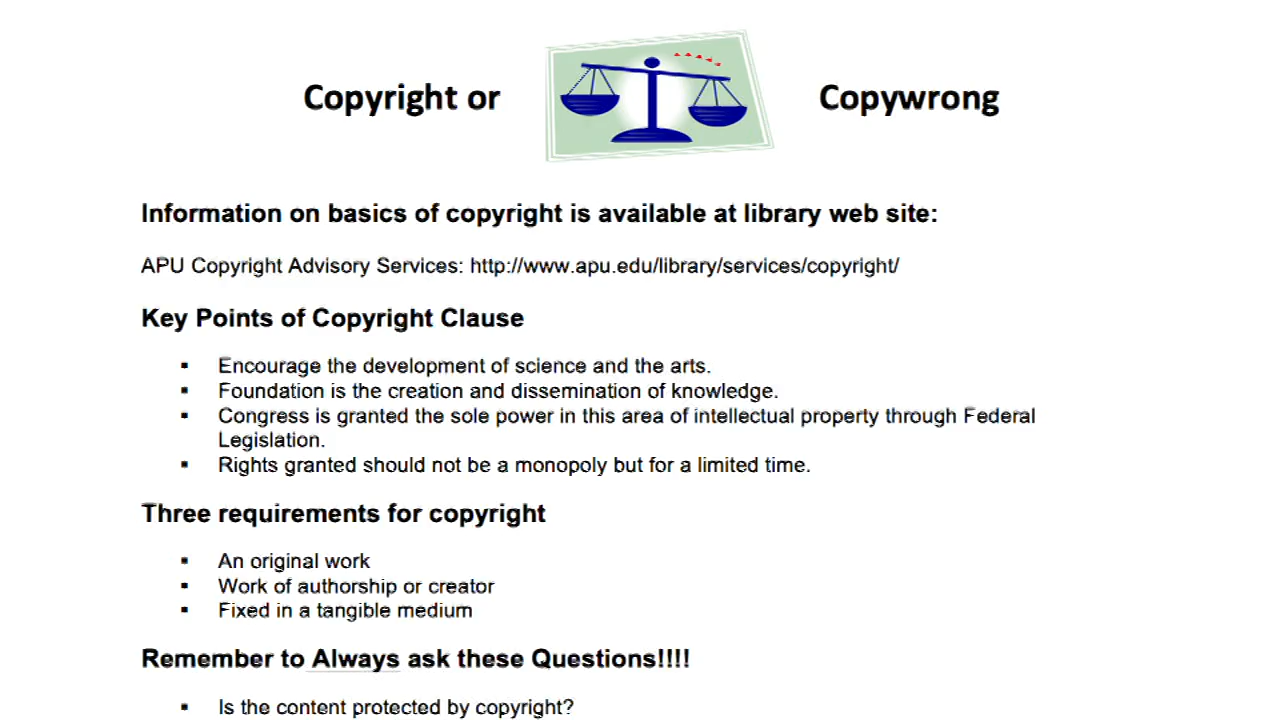 Copyright or Copywrong
Information on basics of copyright is available at library web site:
APU Copyright Advisory Services: http://www.apu.edu/library/services/copyright/
Key Points of Copyright Clause
▪ Encourage the development of science and the arts.
▪ Foundation is the creation and dissemination of knowledge.
▪ Congress is granted the sole power in this area of intellectual property through Federal
Legislation.
▪ Rights granted should not be a monopoly but for a limited time.
Three requirements for copyright
▪ An original work
▪ Work of authorship or creator
▪ Fixed in a tangible medium
Remember to Always ask these Questions!!!!
▪ Is the content protected by copyright?